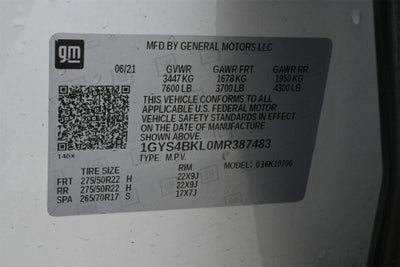 gm
MFD.BY GENERAL MOTORS LLC
06/21 GVWR GAWR FRT GAWR RR
3447 KG 1678 KG 1950 KG
7600 LB 3700 LB 4300 LB
THIS VEHICLE CONFORMS TO ALL
APPLICABLE U.S. FEDERAL MOTOR
VEHICLE SAFETY STANDARDS IN EFFECT
ON THE DATE OF MANUFACTURE
SHOWN ABOVE.
1GYS4BKL0MR387483
140X TYPE: M.P.V.
TIRE SIZE RIM 036K10706
FRT 275/50R22 H 22X9J
RR 275/50R22 H 22X9J
SPA 265/70R17 S 17X7J